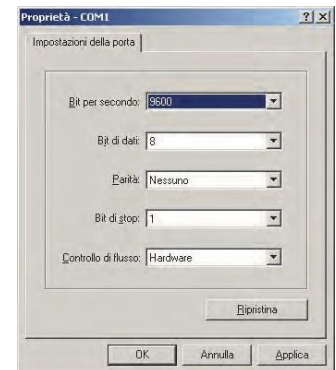 Proprietà - COM1
Impostazioni della porta
Bit per secondo: 9600
Bit di dati: 8
Parità: Nessuno
Bit di stop: 1
Controllo di flusso: Hardware
Ripristina
OK Annulla Applica